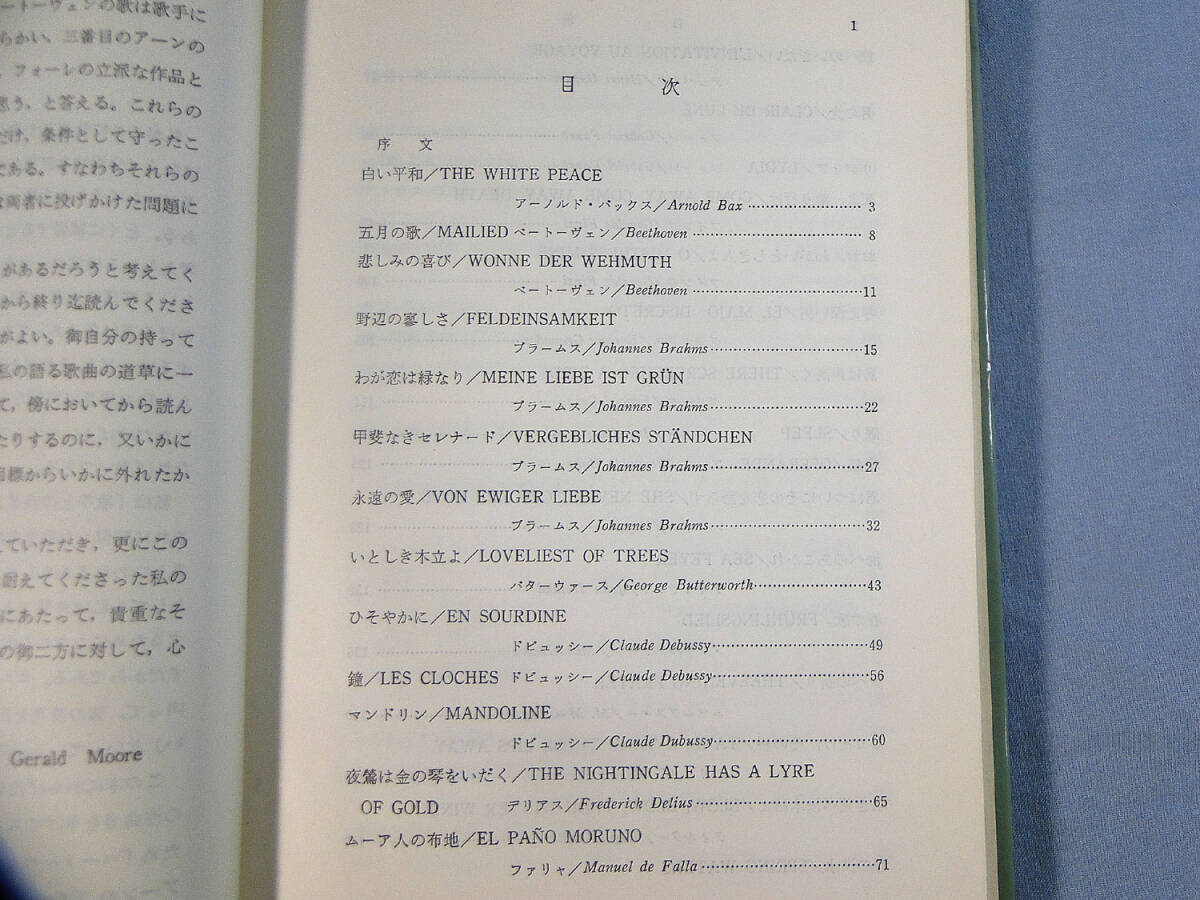 ートーヴェンの歌は歌手に
らかい，三番目のアーンの
，フォーレの立派な作品と
思う，と答える。これらの
だけ，条件として守ったこ
である。すなわちそれらの
は両者に投げかけた問題に
があるだろうと考えてく
から終り迄読んでくださ
がよい。御自分の持って
私の語る歌曲の道草に一
て，傍においてから読ん
たりするのに，又いかに
目標からいかに外れたか
えていただき，更にこの
耐えてくださった私の
にあたって，貴重なそ
の御二方に対して，心
Gerald Moore
1
目 次
序 文
白い平和／THE WHITE PEACE
アーノルド・バックス／Arnold Bax ……………………… 3
五月の歌／MAILIED ベートーヴェン／Beethoven ……………………… 8
悲しみの喜び／WONNE DER WEHMUTH
ベートーヴェン／Beethoven ……………………… 11
野辺の寥しさ／FELDEINSAMKEIT
ブラームス／Johannes Brahms ……………………… 15
わが恋は緑なり／MEINE LIEBE IST GRÜN
ブラームス／Johannes Brahms ……………………… 22
甲斐なきセレナード／VERGEBLICHES STÄNDCHEN
ブラームス／Johannes Brahms ……………………… 27
永遠の愛／VON EWIGER LIEBE
ブラームス／Johannes Brahms ……………………… 32
いとしき木立よ／LOVELIEST OF TREES
バターウァース／George Butterworth ……………………… 43
ひそやかに／EN SOURDINE
ドビュッシー／Claude Debussy ……………………… 49
鐘／LES CLOCHES ドビュッシー／Claude Debussy ……………………… 56
マンドリン／MANDOLINE
ドビュッシー／Claude Dubussy ……………………… 60
夜鶯は金の琴をいだく／THE NIGHTINGALE HAS A LYRE
OF GOLD デリアス／Frederick Delius ……………………… 65
ムーア人の布地／EL PAÑO MORUNO
ファリャ／Manuel de Falla ……………………… 71